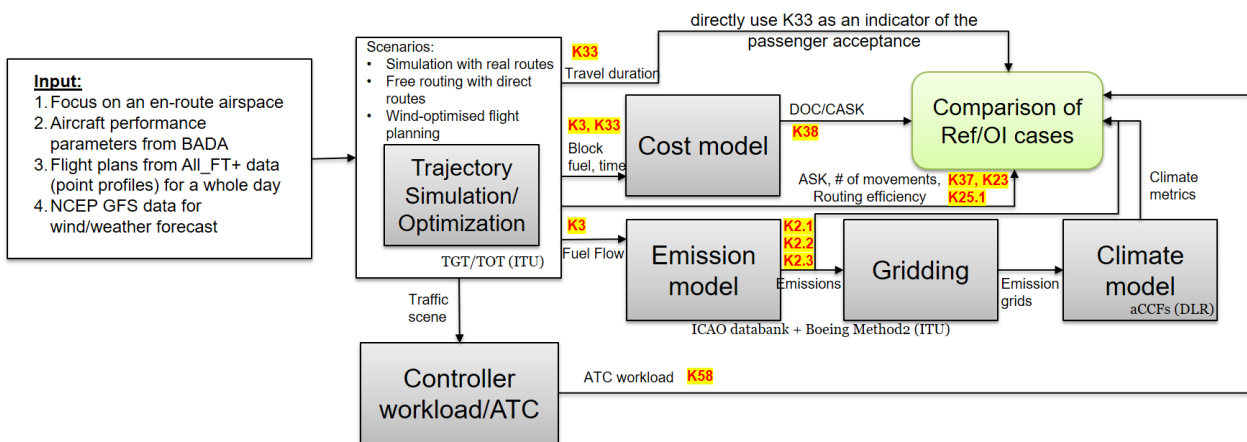 Input:
1. Focus on an en-route airspace
2. Aircraft performance
parameters from BADA
3. Flight plans from All_FT+ data
(point profiles) for a whole day
4. NCEP GFS data for
wind/weather forecast
Scenarios:
• Simulation with real routes
• Free routing with direct
routes
• Wind-optimised flight
planning
Trajectory
Simulation/
Optimization
TGT/TOT (ITU)
K33
Travel duration
directly use K33 as an indicator of the
passenger acceptance
K3, K33
Block
fuel, time
Cost model
DOC/CASK
K38
Comparison of
Ref/OI cases
ASK, # of movements, K37, K23
Routing efficiency K25.1
Climate
metrics
K3
Fuel Flow
Emission
model
K2.1
K2.2
K2.3
Emissions
Gridding
Emission
grids
Climate
model
aCCFs (DLR)
ICAO databank + Boeing Method2 (ITU)
Traffic
scene
Controller
workload/ATC
ATC workload K58